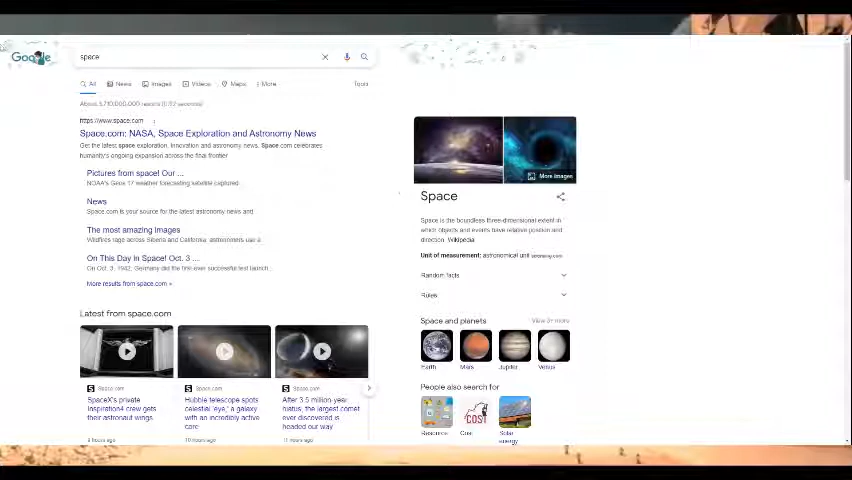 Google
space
All
News
Images
Videos
Maps
More
Tools
About 5,710,000,000 results (0.92 seconds)
https://www.space.com
Space.com: NASA, Space Exploration and Astronomy News
Get the latest space exploration, innovation and astronomy news. Space.com celebrates
humanity's ongoing expansion across the final frontier
Pictures from space! Our ...
NOAA's Goes 17 weather forecasting satellite captured
News
Space.com is your source for the latest astronomy news and
The most amazing images
Wildfires rage across Siberia and California, astronomers use a
On This Day in Space! Oct. 3 ...
On Oct. 3, 1942, Germany did the first-ever successful test launch
More results from space.com »
Latest from space.com
Space.com
SpaceX's private
Inspiration4 crew gets
their astronaut wings
9 hours ago
Space.com
Hubble telescope spots
celestial 'eye,' a galaxy
with an incredibly active
core
10 hours ago
Space.com
After 3.5 million-year
hiatus, the largest comet
ever discovered is
headed our way
11 hours ago
More images
Space
Space is the boundless three-dimensional extent in
which objects and events have relative position and
direction. Wikipedia
Unit of measurement: astronomical unit
Random facts
Roles
Space and planets
Earth
Mars
Jupiter
Venus
People also search for
Resource
COST
Cost
Solar
energy